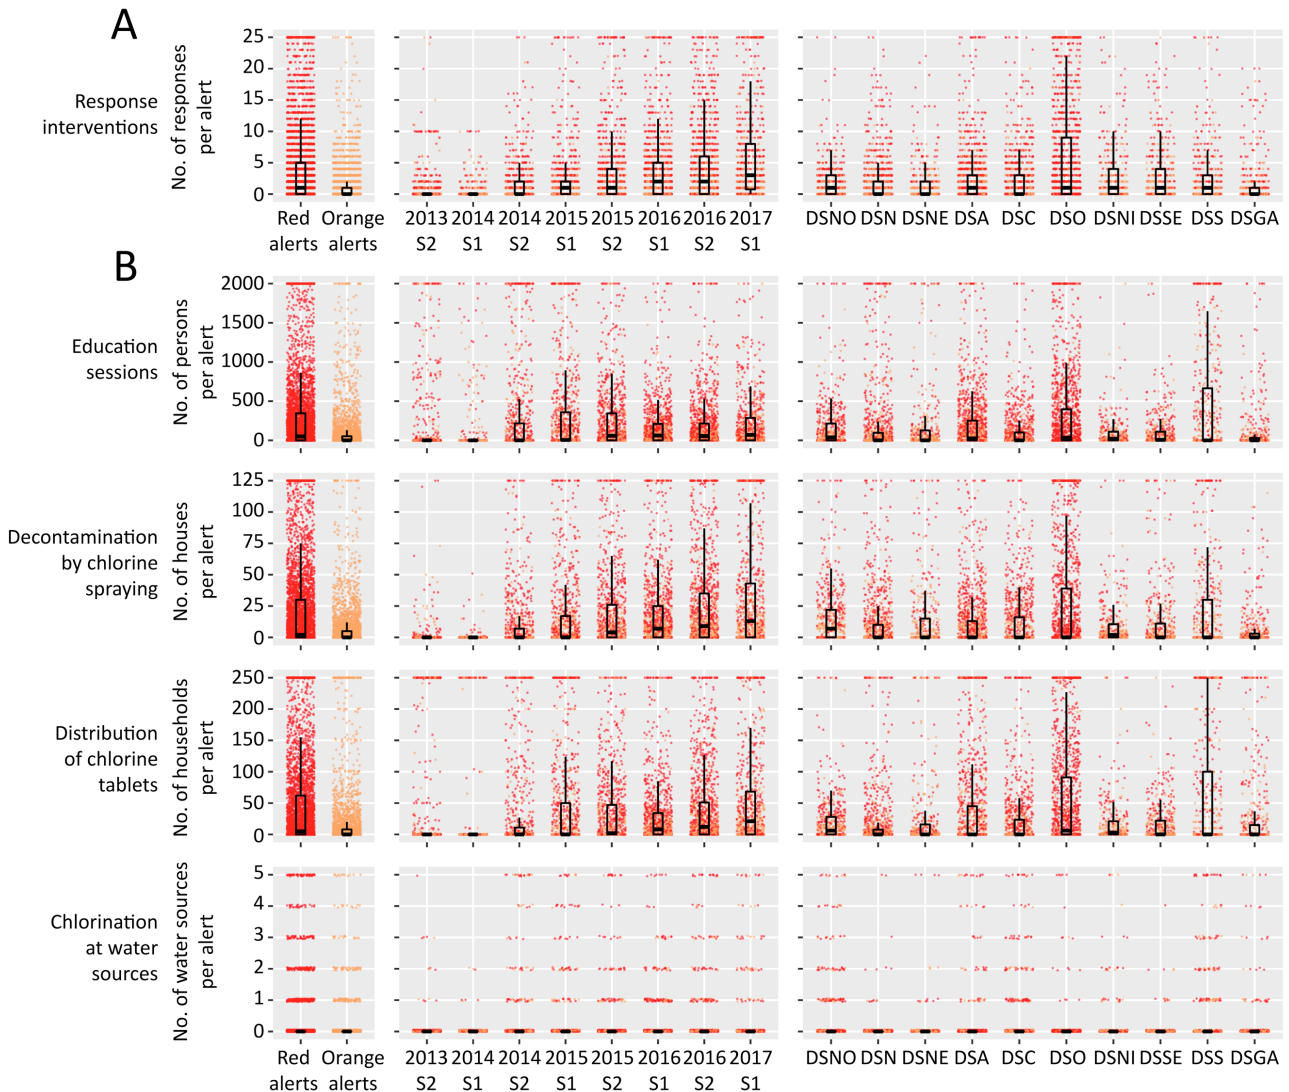 A
Response
interventions
No. of responses
per alert
25
20
15
10
5
0
Red
alerts
Orange
alerts
2013
S2
2014
S1
2014
S2
2015
S1
2015
S2
2016
S1
2016
S2
2017
S1
DSNO DSN DSNE DSA DSC DSO DSNI DSSE DSS DSGA
B
Education
sessions
No. of persons
per alert
2000
1500
1000
500
0
Decontamination
by chlorine
spraying
No. of houses
per alert
125
100
75
50
25
0
Distribution
of chlorine
tablets
No. of households
per alert
250
200
150
100
50
0
Chlorination
at water
sources
No. of water sources
per alert
5
4
3
2
1
0
Red
alerts
Orange
alerts
2013
S2
2014
S1
2014
S2
2015
S1
2015
S2
2016
S1
2016
S2
2017
S1
DSNO DSN DSNE DSA DSC DSO DSNI DSSE DSS DSGA